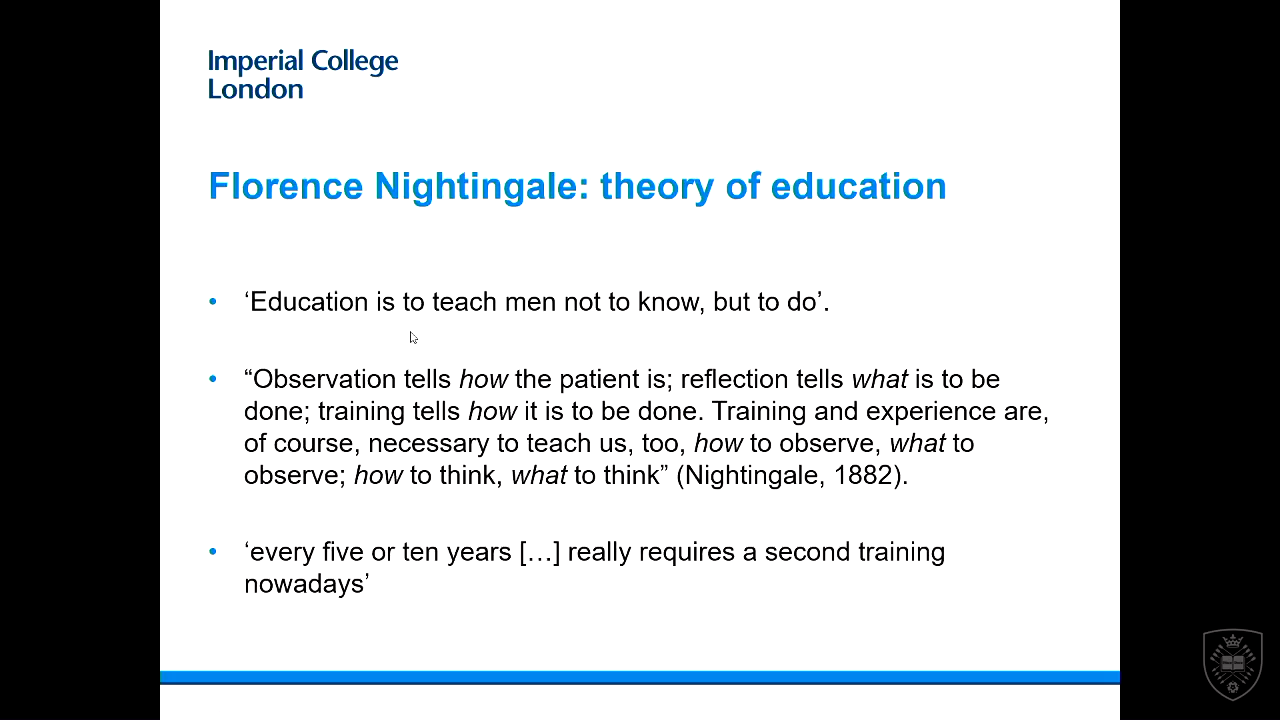 Imperial College
London
Florence Nightingale: theory of education
• ‘Education is to teach men not to know, but to do’.
• “Observation tells how the patient is; reflection tells what is to be
done; training tells how it is to be done. Training and experience are,
of course, necessary to teach us, too, how to observe, what to
observe; how to think, what to think” (Nightingale, 1882).
• ‘every five or ten years […] really requires a second training
nowadays’